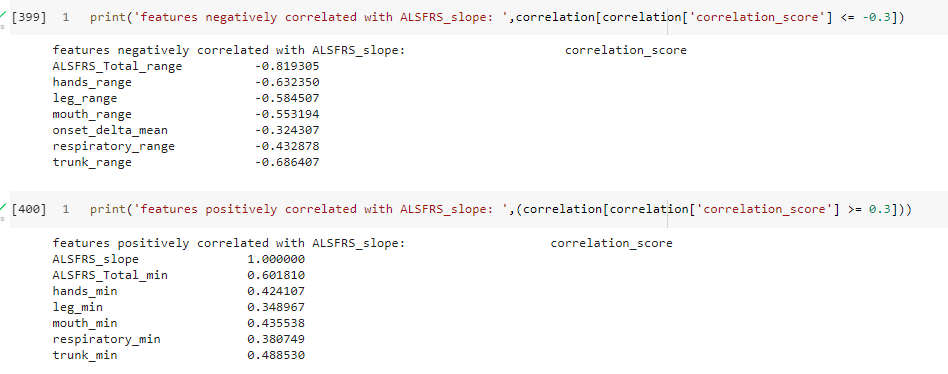 [399] 1 print('features negatively correlated with ALSFRS_slope: ',correlation[correlation['correlation_score'] <= -0.3])
features negatively correlated with ALSFRS_slope: correlation_score
ALSFRS_Total_range -0.819305
hands_range -0.632350
leg_range -0.584507
mouth_range -0.553194
onset_delta_mean -0.324307
respiratory_range -0.432878
trunk_range -0.686407
[400] 1 print('features positively correlated with ALSFRS_slope: ',(correlation[correlation['correlation_score'] >= 0.3]))
features positively correlated with ALSFRS_slope: correlation_score
ALSFRS_slope 1.000000
ALSFRS_Total_min 0.601810
hands_min 0.424107
leg_min 0.348967
mouth_min 0.435538
respiratory_min 0.380749
trunk_min 0.488530